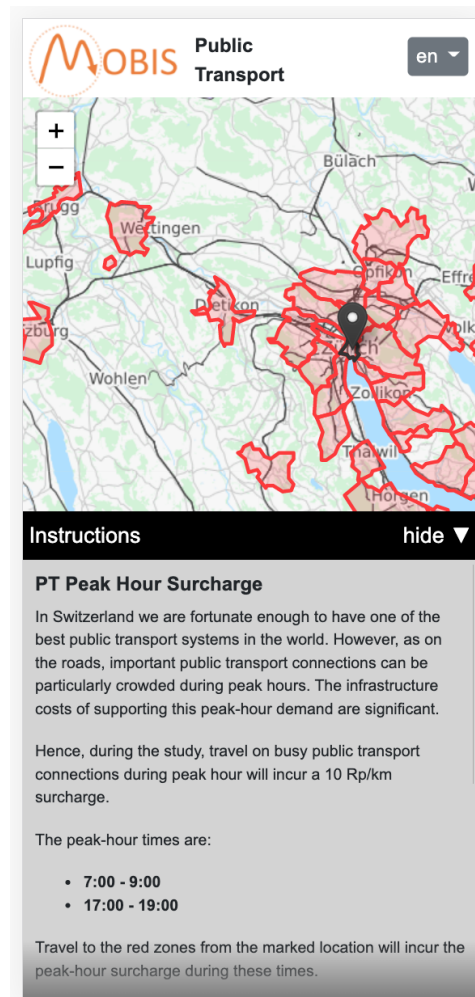 MOBIS
Public
Transport
en
+
−
Bülach
Brugg
Wettingen
Lupfig
Opfikon
Effre
Dietikon
Volk
zburg
Zürich
Wohlen
Zollikon
Thalwil
Horgen
Instructions
hide ▼
PT Peak Hour Surcharge
In Switzerland we are fortunate enough to have one of the
best public transport systems in the world. However, as on
the roads, important public transport connections can be
particularly crowded during peak hours. The infrastructure
costs of supporting this peak-hour demand are significant.
Hence, during the study, travel on busy public transport
connections during peak hour will incur a 10 Rp/km
surcharge.
The peak-hour times are:
• 7:00 - 9:00
• 17:00 - 19:00
Travel to the red zones from the marked location will incur the
peak-hour surcharge during these times.